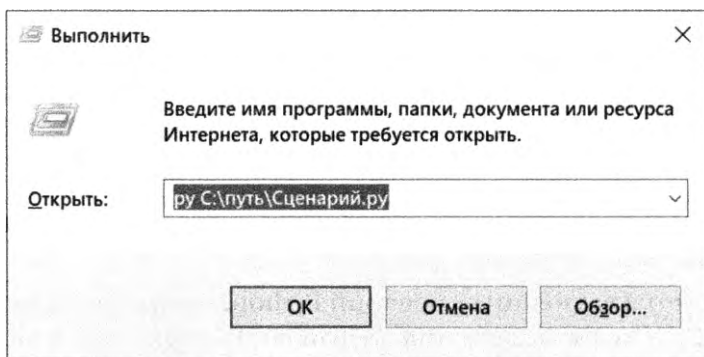 Выполнить
Введите имя программы, папки, документа или ресурса
Интернета, которые требуется открыть.
Открыть:
py C:\путь\Сценарий.py
OK
Отмена
Обзор...